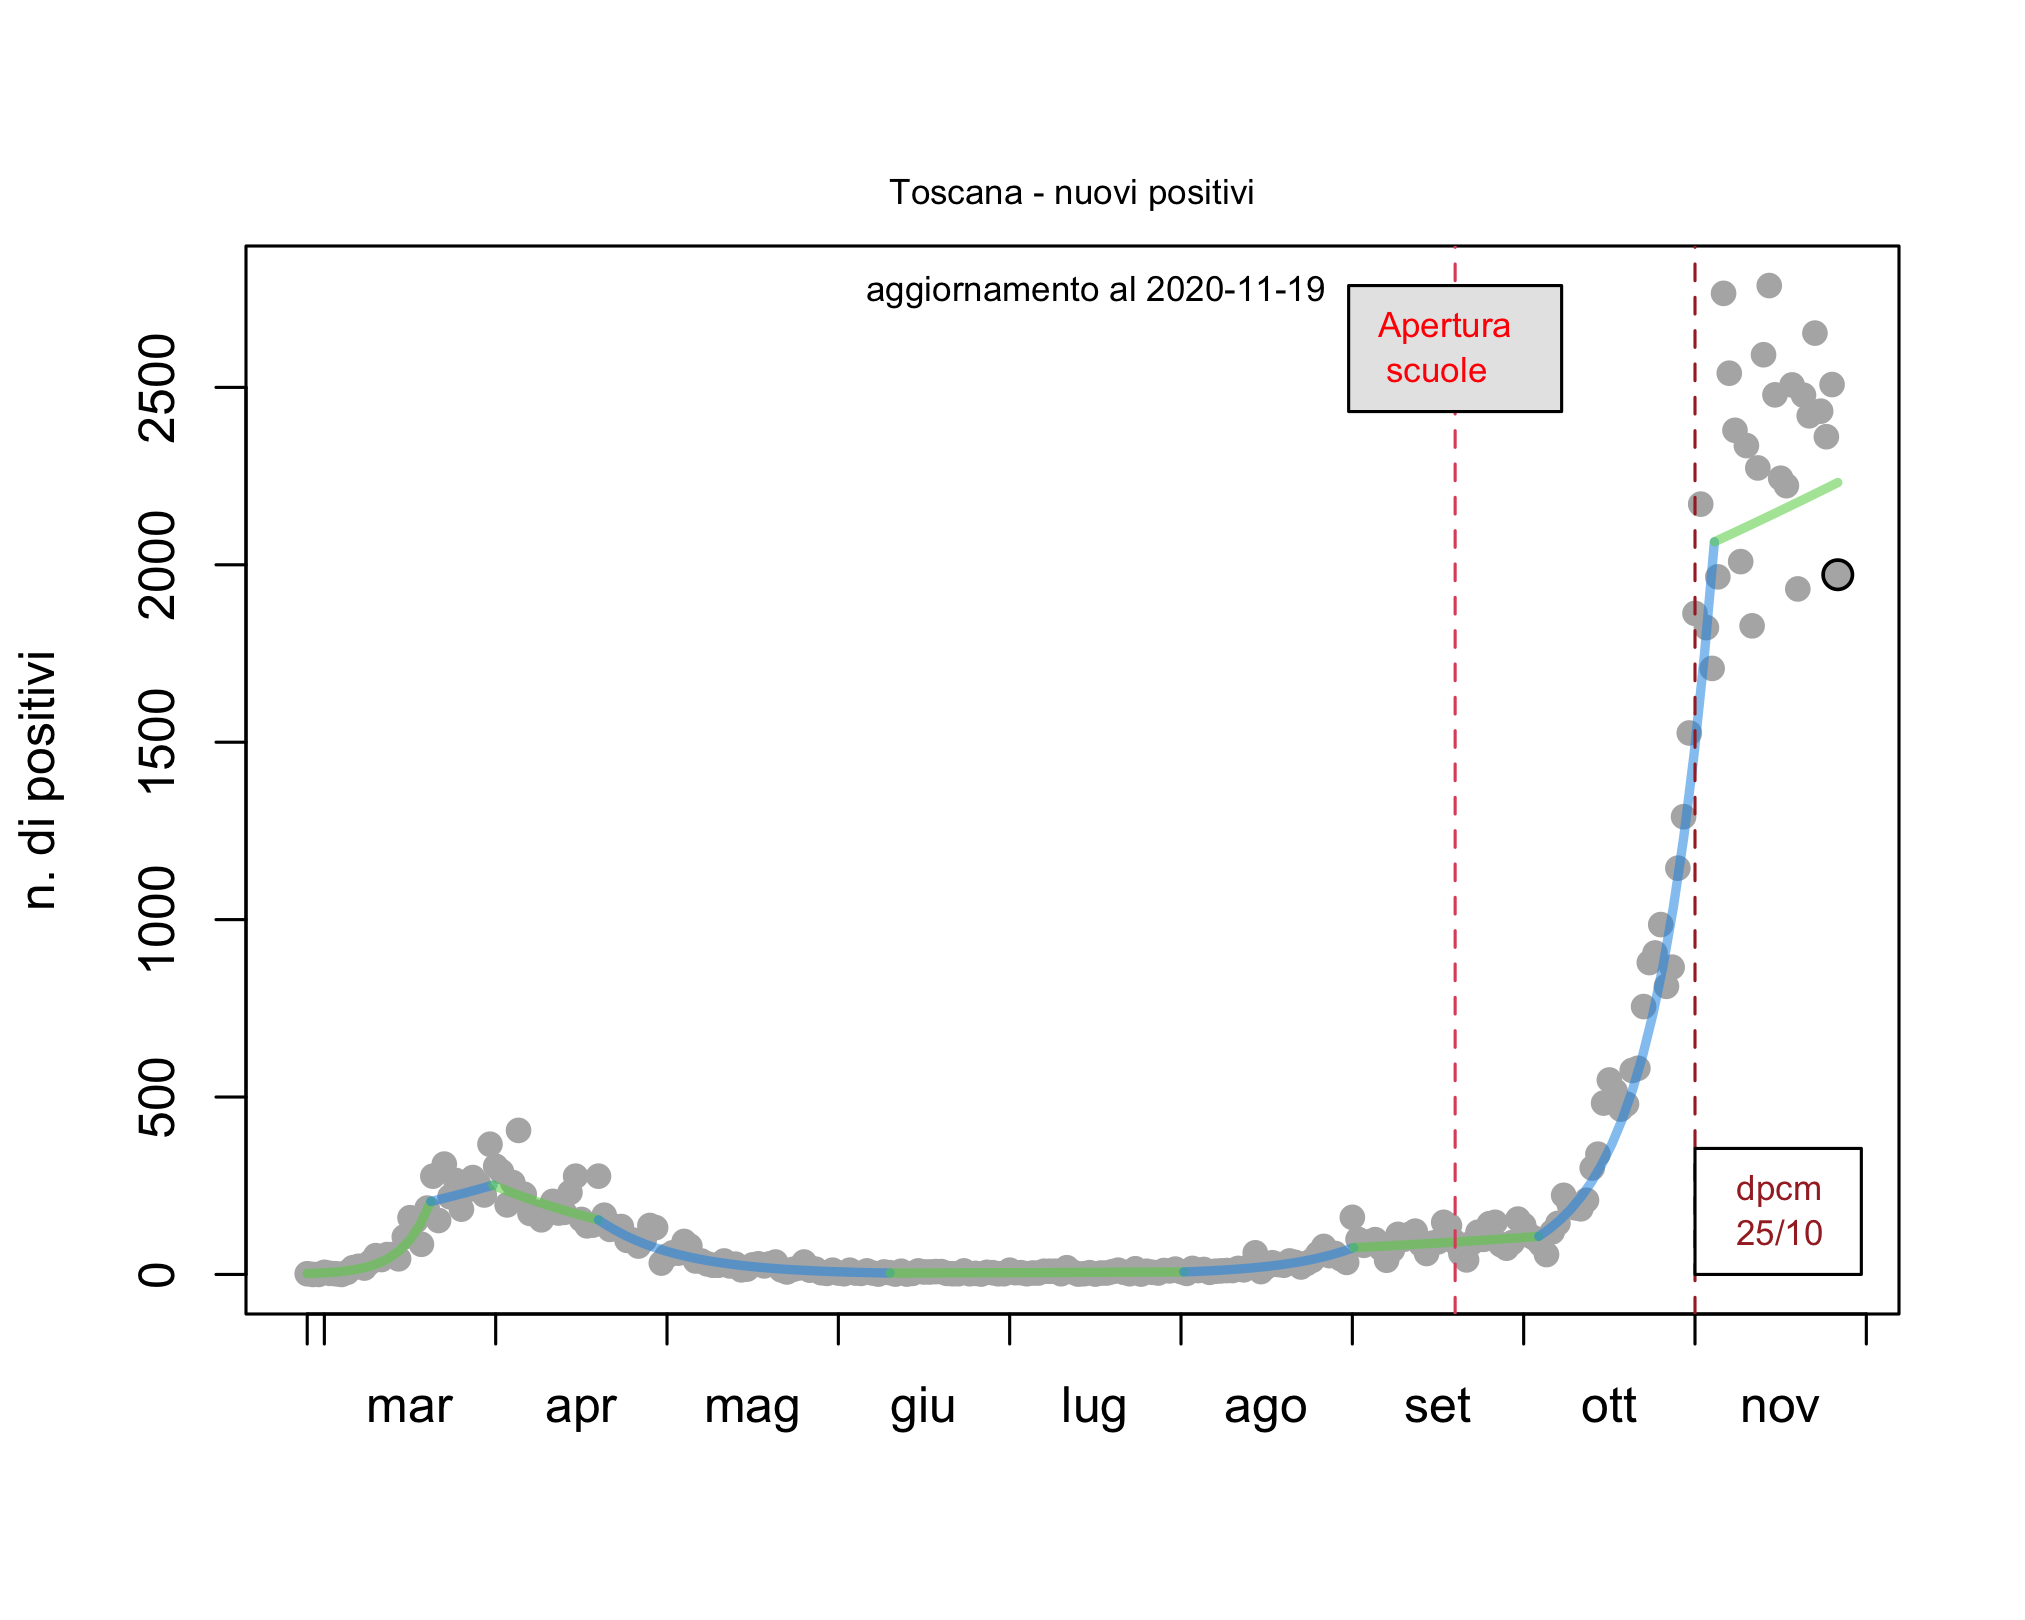 Toscana - nuovi positivi
aggiornamento al 2020-11-19
Apertura
scuole
n. di positivi
2500
2000
1500
1000
500
0
dpcm
25/10
mar apr mag giu lug ago set ott nov